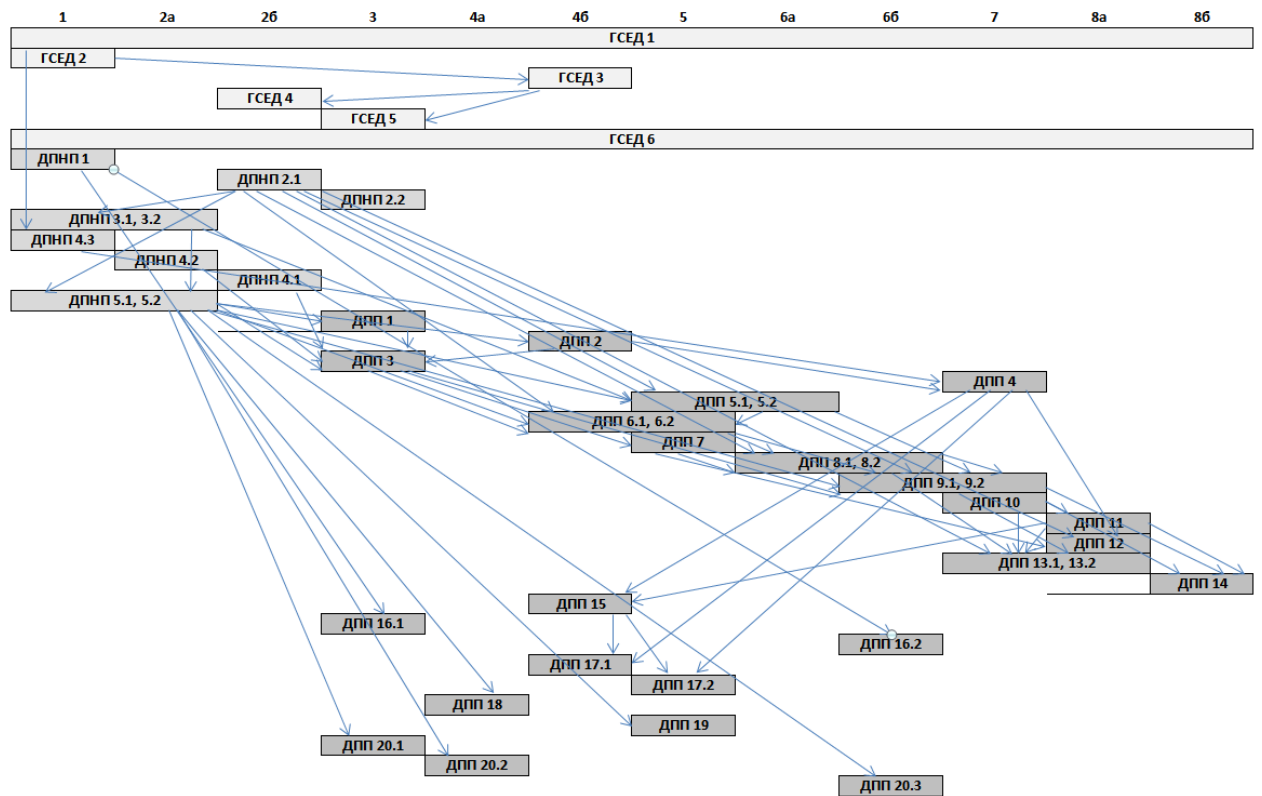 1 2а 2б 3 4а 4б 5 6а 6б 7 8а 8б
ГСЕД 1
ГСЕД 2
ГСЕД 3
ГСЕД 4
ГСЕД 5
ГСЕД 6
ДПНП 1
ДПНП 2.1
ДПНП 2.2
ДПНП 3.1, 3.2
ДПНП 4.3
ДПНП 4.2
ДПНП 4.1
ДПНП 5.1, 5.2
ДПП 1
ДПП 2
ДПП 3
ДПП 4
ДПП 5.1, 5.2
ДПП 6.1, 6.2
ДПП 7
ДПП 8.1, 8.2
ДПП 9.1, 9.2
ДПП 10
ДПП 11
ДПП 12
ДПП 13.1, 13.2
ДПП 14
ДПП 15
ДПП 16.1
ДПП 16.2
ДПП 17.1
ДПП 17.2
ДПП 18
ДПП 19
ДПП 20.1
ДПП 20.2
ДПП 20.3